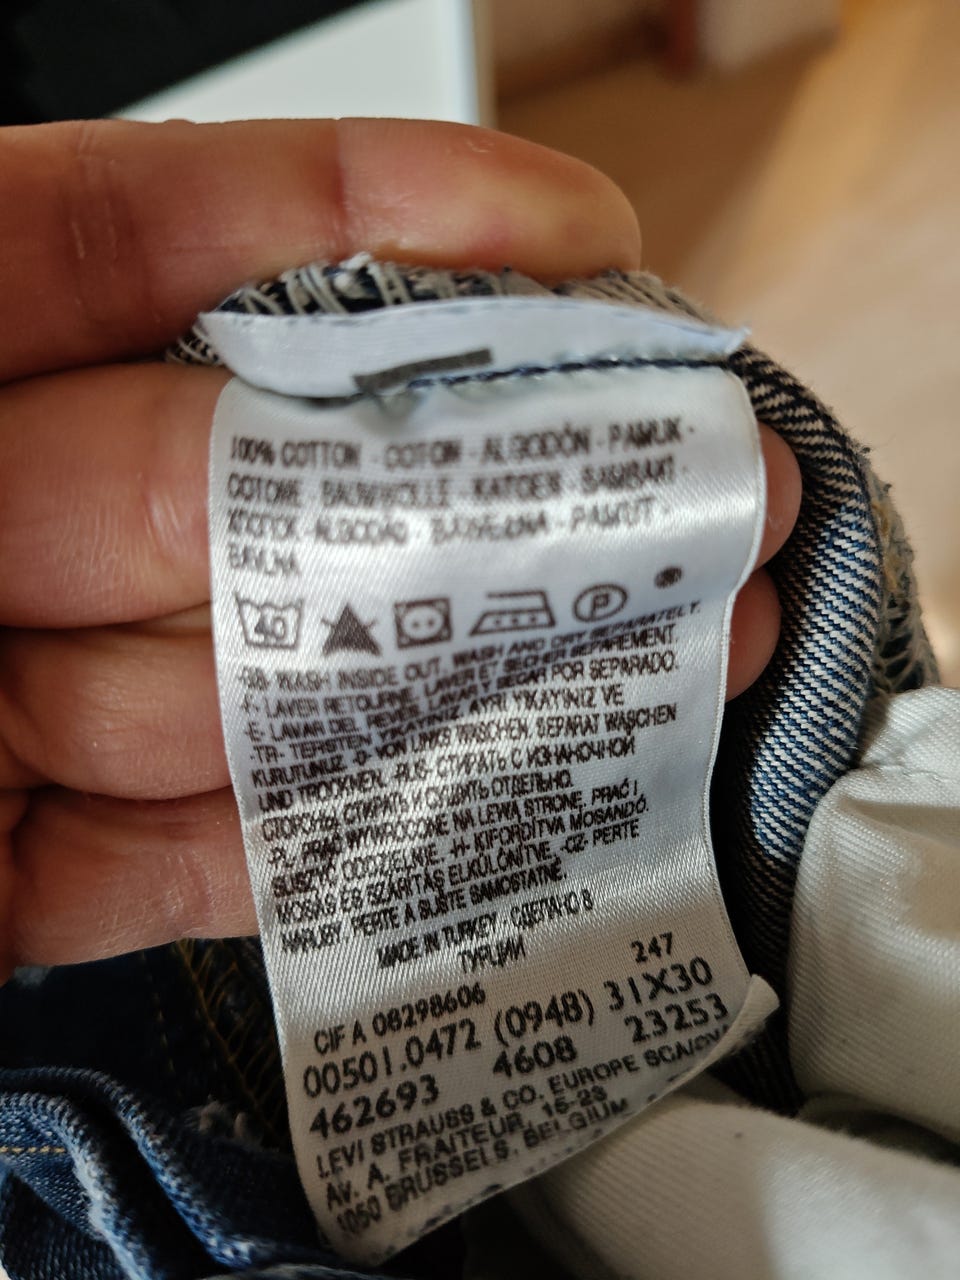 100% COTTON - COTON - ALGODÓN - PAMUK -
COTONE - BAUMWOLLE - KATOEN - SAMBAXT -
ХЛОПОК - ALGODÃO - BAWEŁNA - PAMUT -
BAVLNA
40
P
-GB- WASH INSIDE OUT, WASH AND DRY SEPARATELY.
-F- LAVER RETOURNE, LAVER ET SECHER SEPAREMENT.
-E- LAVAR DEL REVÉS, LAVAR Y SECAR POR SEPARADO.
-TR- TERSTEN YIKAYINIZ, AYRI YIKAYINIZ VE
KURUTUNUZ. -D- VON LINKS WASCHEN, SEPARAT WASCHEN
UND TROCKNEN. -RUS- СТИРАТЬ С ИЗНАНОЧНОЙ
СТОРОНЫ, СТИРАТЬ И СУШИТЬ ОТДЕЛЬНО.
-PL- PRAĆ WYWRÓCONE NA LEWĄ STRONĘ. PRAĆ I
SUSZYĆ ODDZIELNIE. -H- KIFORDÍTVA MOSANDÓ.
MOSÁS ÉS SZÁRÍTÁS ELKÜLÖNÍTVE. -CZ- PERTE
NARUBY, PERTE A SUŠTE SAMOSTATNĚ.
MADE IN TURKEY - СДЕЛАНО В
ТУРЦИИ
247
CIF A 08298606
00501.0472 (0948) 31X30
462693 4608 23253
LEVI STRAUSS & CO. EUROPE SCA/CVA
AV. A. FRAITEUR, 15-23
1050 BRUSSELS, BELGIUM